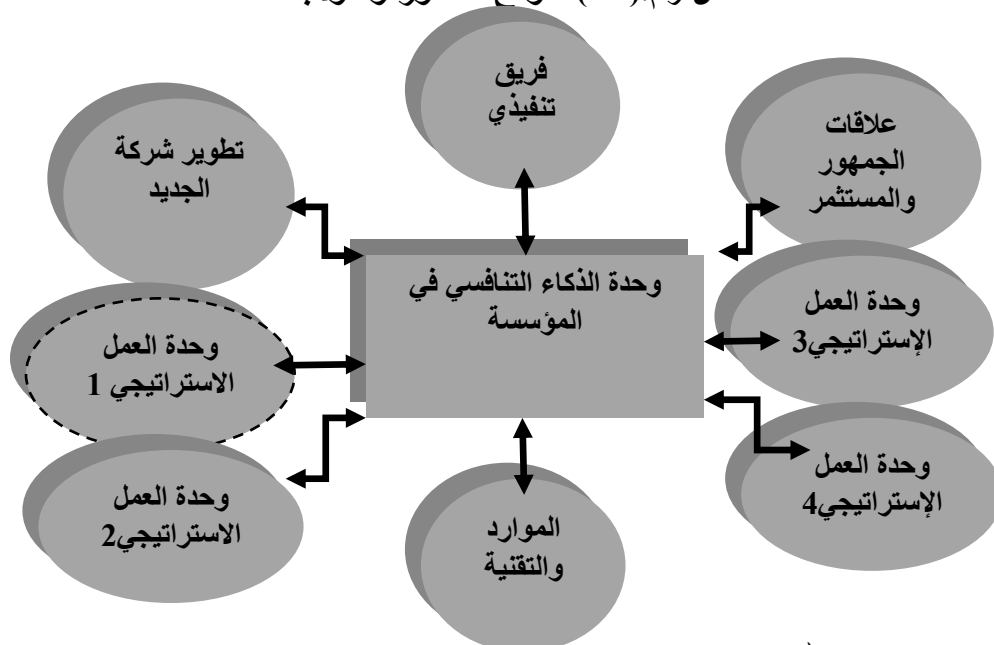 فريق
تنفيذي
علاقات
الجمهور
والمستثمر
تطوير شركة
الجديد
وحدة الذكاء التنافسي في
المؤسسة
وحدة العمل
الإستراتيجي3
وحدة العمل
الاستراتيجي 1
وحدة العمل
الإستراتيجي4
وحدة العمل
الاستراتيجي2
الموارد
والتقنية